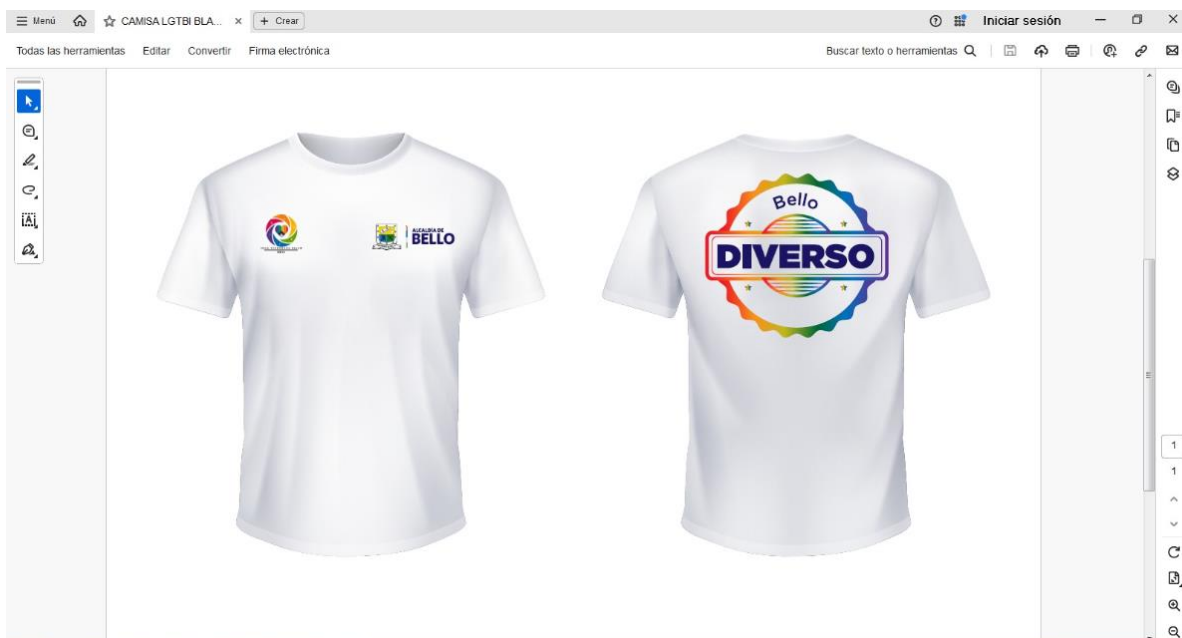 Menú
CAMISA LGTBI BLA...
+ Crear
Iniciar sesión
Todas las herramientas Editar Convertir Firma electrónica
Buscar texto o herramientas
ALCALDÍA DE
BELLO
Bello
DIVERSO
1
1